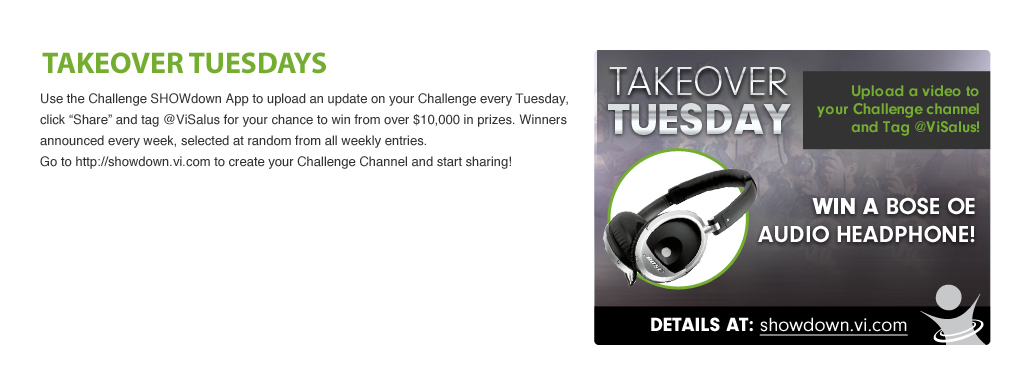 TAKEOVER TUESDAYS
Use the Challenge SHOWdown App to upload an update on your Challenge every Tuesday,
click “Share” and tag @ViSalus for your chance to win from over $10,000 in prizes. Winners
announced every week, selected at random from all weekly entries.
Go to http://showdown.vi.com to create your Challenge Channel and start sharing!
TAKEOVER
TUESDAY
Upload a video to
your Challenge channel
and Tag @ViSalus!
BOSE
WIN A BOSE OE
AUDIO HEADPHONE!
DETAILS AT: showdown.vi.com